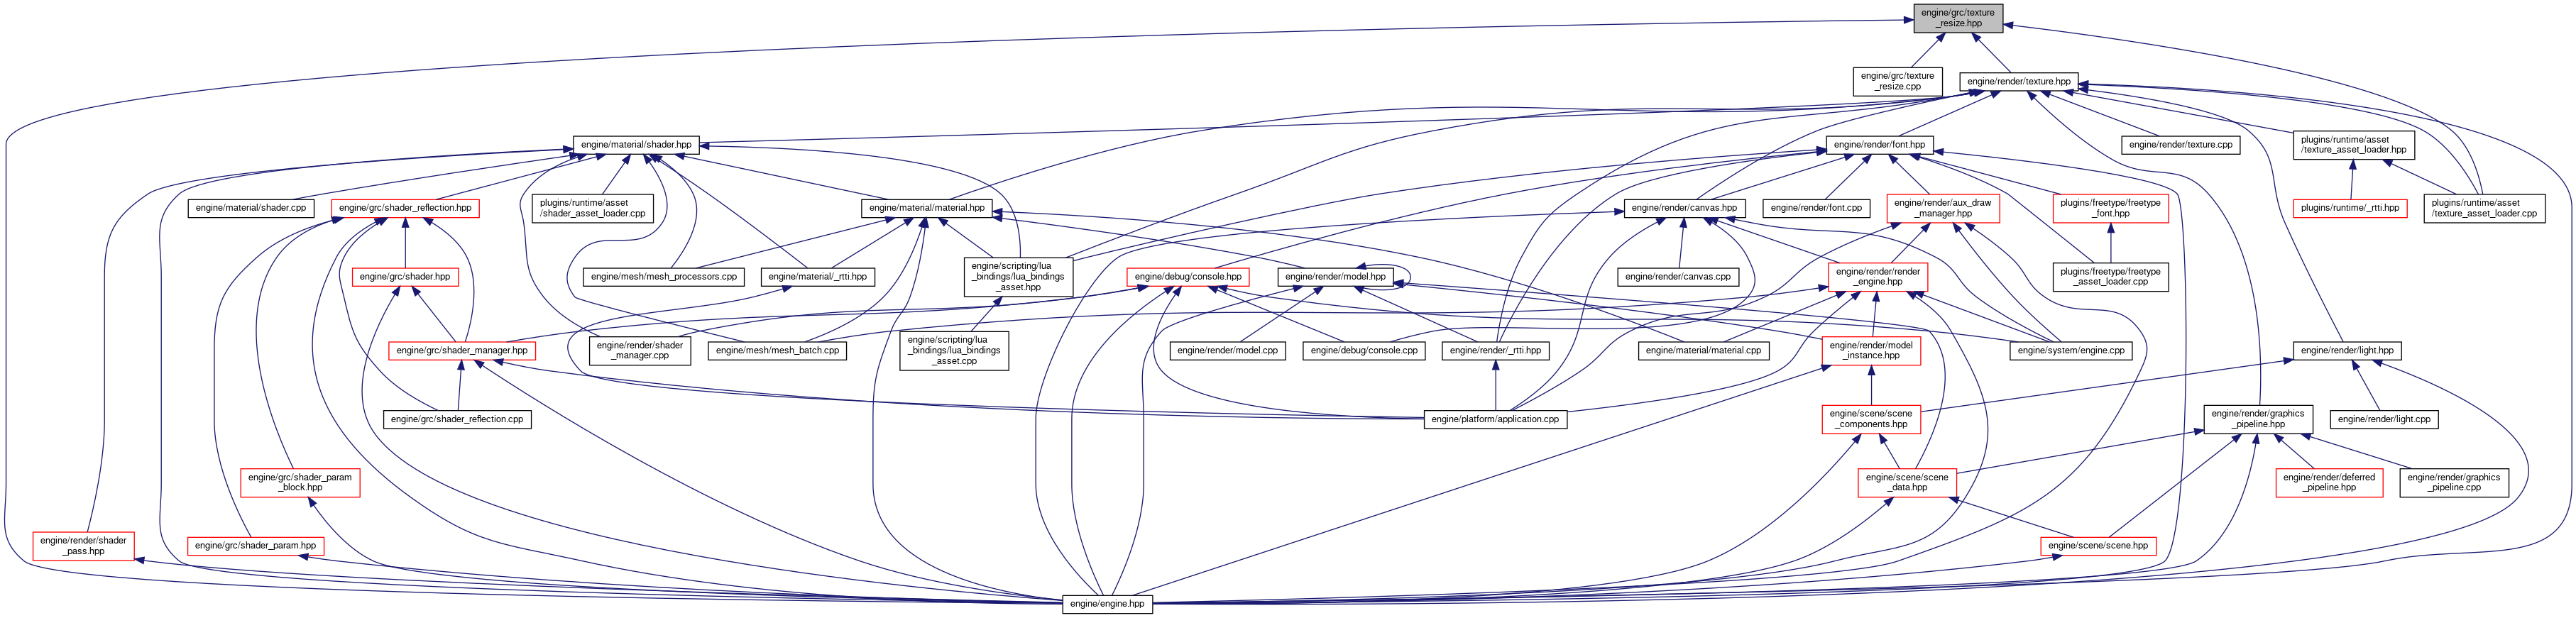 engine/grc/texture
_resize.hpp
engine/grc/texture
_resize.cpp
engine/render/texture.hpp
engine/material/shader.hpp
engine/render/font.hpp
engine/render/texture.cpp
plugins/runtime/asset
/texture_asset_loader.hpp
engine/material/shader.cpp
engine/grc/shader_reflection.hpp
plugins/runtime/asset
/shader_asset_loader.cpp
engine/material/material.hpp
engine/render/canvas.hpp
engine/render/font.cpp
engine/render/aux_draw
_manager.hpp
plugins/freetype/freetype
_font.hpp
plugins/runtime/_rtti.hpp
plugins/runtime/asset
/texture_asset_loader.cpp
engine/grc/shader.hpp
engine/mesh/mesh_processors.cpp
engine/material/_rtti.hpp
engine/scripting/lua
_bindings/lua_bindings
_asset.hpp
engine/debug/console.hpp
engine/render/model.hpp
engine/render/canvas.cpp
engine/render/render
_engine.hpp
plugins/freetype/freetype
_asset_loader.cpp
engine/grc/shader_manager.hpp
engine/render/shader
_manager.cpp
engine/mesh/mesh_batch.cpp
engine/scripting/lua
_bindings/lua_bindings
_asset.cpp
engine/render/model.cpp
engine/debug/console.cpp
engine/render/_rtti.hpp
engine/material/material.cpp
engine/render/model
_instance.hpp
engine/system/engine.cpp
engine/render/light.hpp
engine/grc/shader_reflection.cpp
engine/platform/application.cpp
engine/scene/scene
_components.hpp
engine/render/graphics
_pipeline.hpp
engine/render/light.cpp
engine/grc/shader_param
_block.hpp
engine/scene/scene
_data.hpp
engine/render/deferred
_pipeline.hpp
engine/render/graphics
_pipeline.cpp
engine/render/shader
_pass.hpp
engine/grc/shader_param.hpp
engine/scene/scene.hpp
engine/engine.hpp